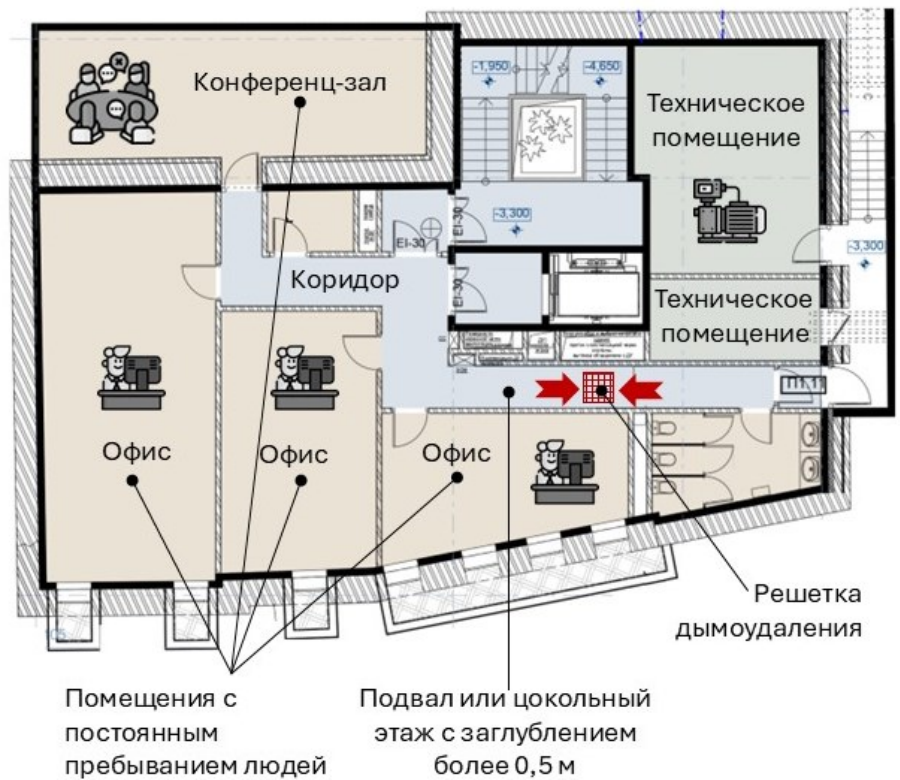 -1,950
-4,650
Конференц-зал
Техническое
помещение
EI-30
-3,300
EI-30
-3,300
Коридор
EI-30
Техническое
помещение
Офис
Офис
Офис
Решетка
дымоудаления
Помещения с
постоянным
пребыванием людей
Подвал или цокольный
этаж с заглублением
более 0,5 м